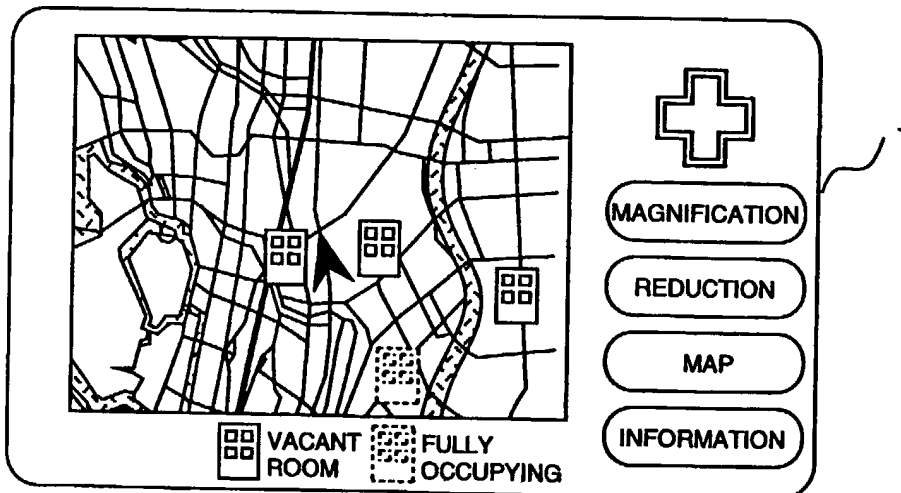 MAGNIFICATION
REDUCTION
MAP
INFORMATION
VACANT
ROOM
FULLY
OCCUPYING